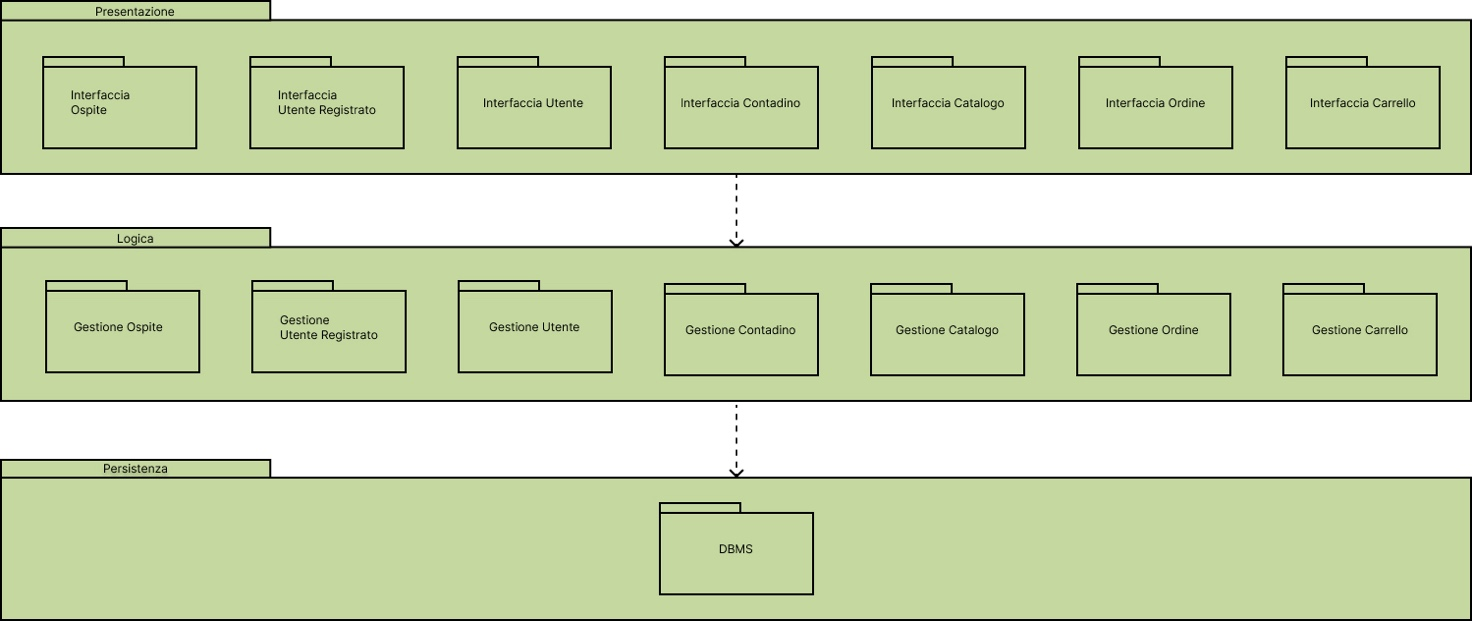 Presentazione
Interfaccia
Ospite
Interfaccia
Utente Registrato
Interfaccia Utente
Interfaccia Contadino
Interfaccia Catalogo
Interfaccia Ordine
Interfaccia Carrello
Logica
Gestione Ospite
Gestione
Utente Registrato
Gestione Utente
Gestione Contadino
Gestione Catalogo
Gestione Ordine
Gestione Carrello
Persistenza
DBMS